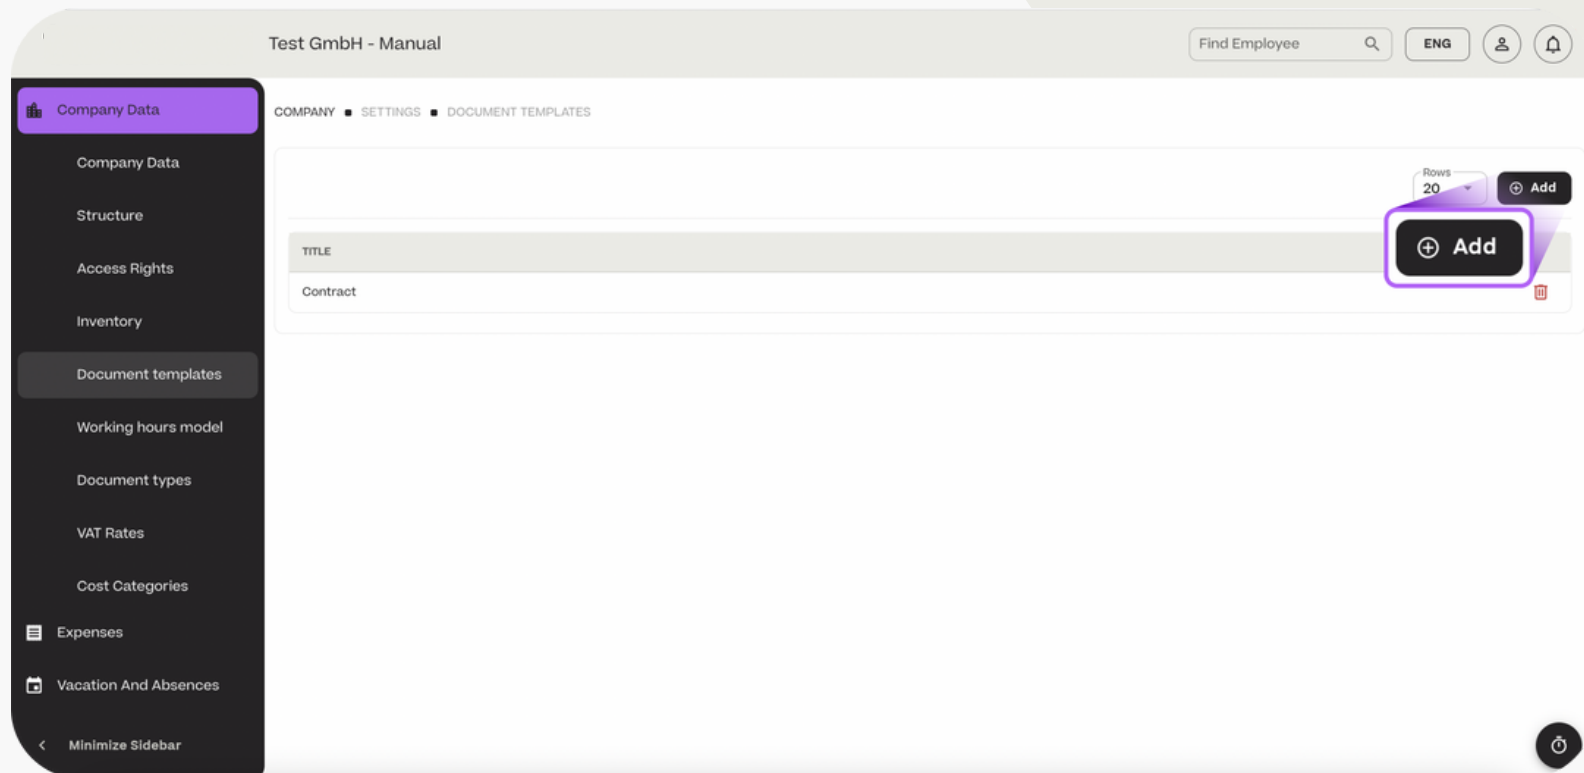 Test GmbH - Manual
Find Employee
ENG
Company Data
Company Data
Structure
Access Rights
Inventory
Document templates
Working hours model
Document types
VAT Rates
Cost Categories
Expenses
Vacation And Absences
Minimize Sidebar
COMPANY ■ SETTINGS ■ DOCUMENT TEMPLATES
Rows
20
Add
Add
TITLE
Contract